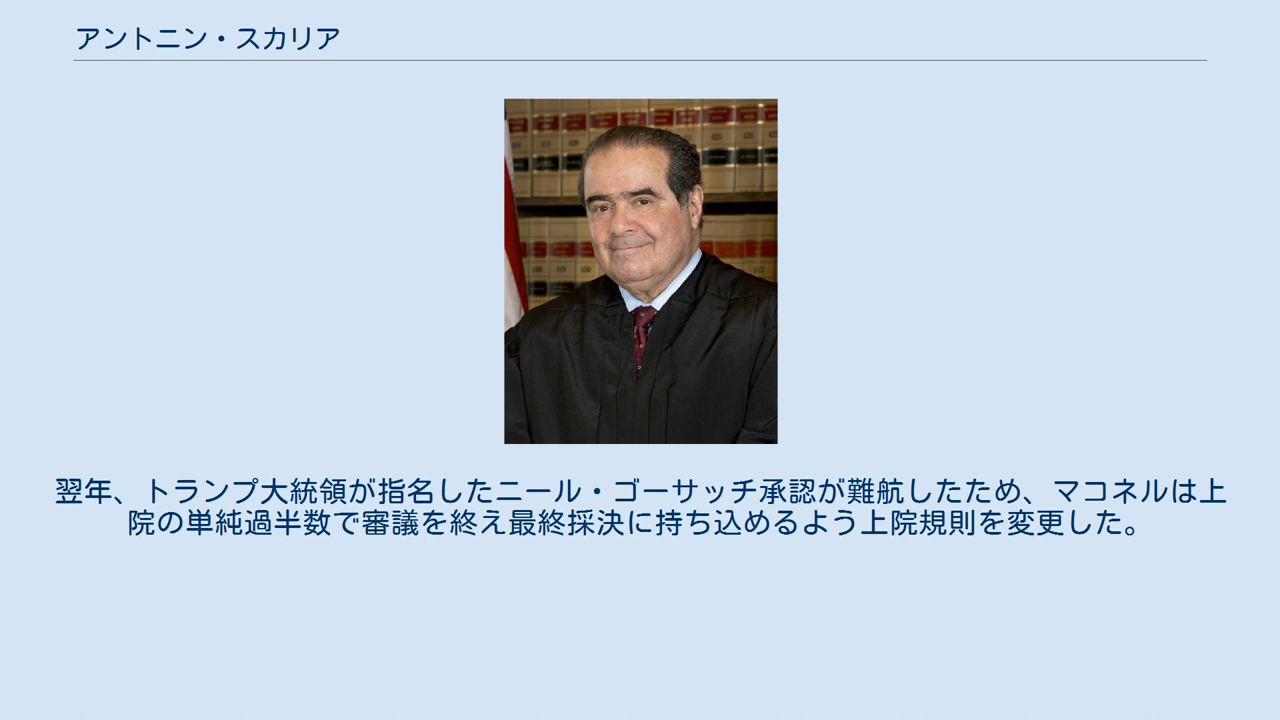 アントニン・スカリア
翌年、トランプ大統領が指名したニール・ゴーサッチ承認が難航したため、マコネルは上
院の単純過半数で審議を終え最終採決に持ち込めるよう上院規則を変更した。